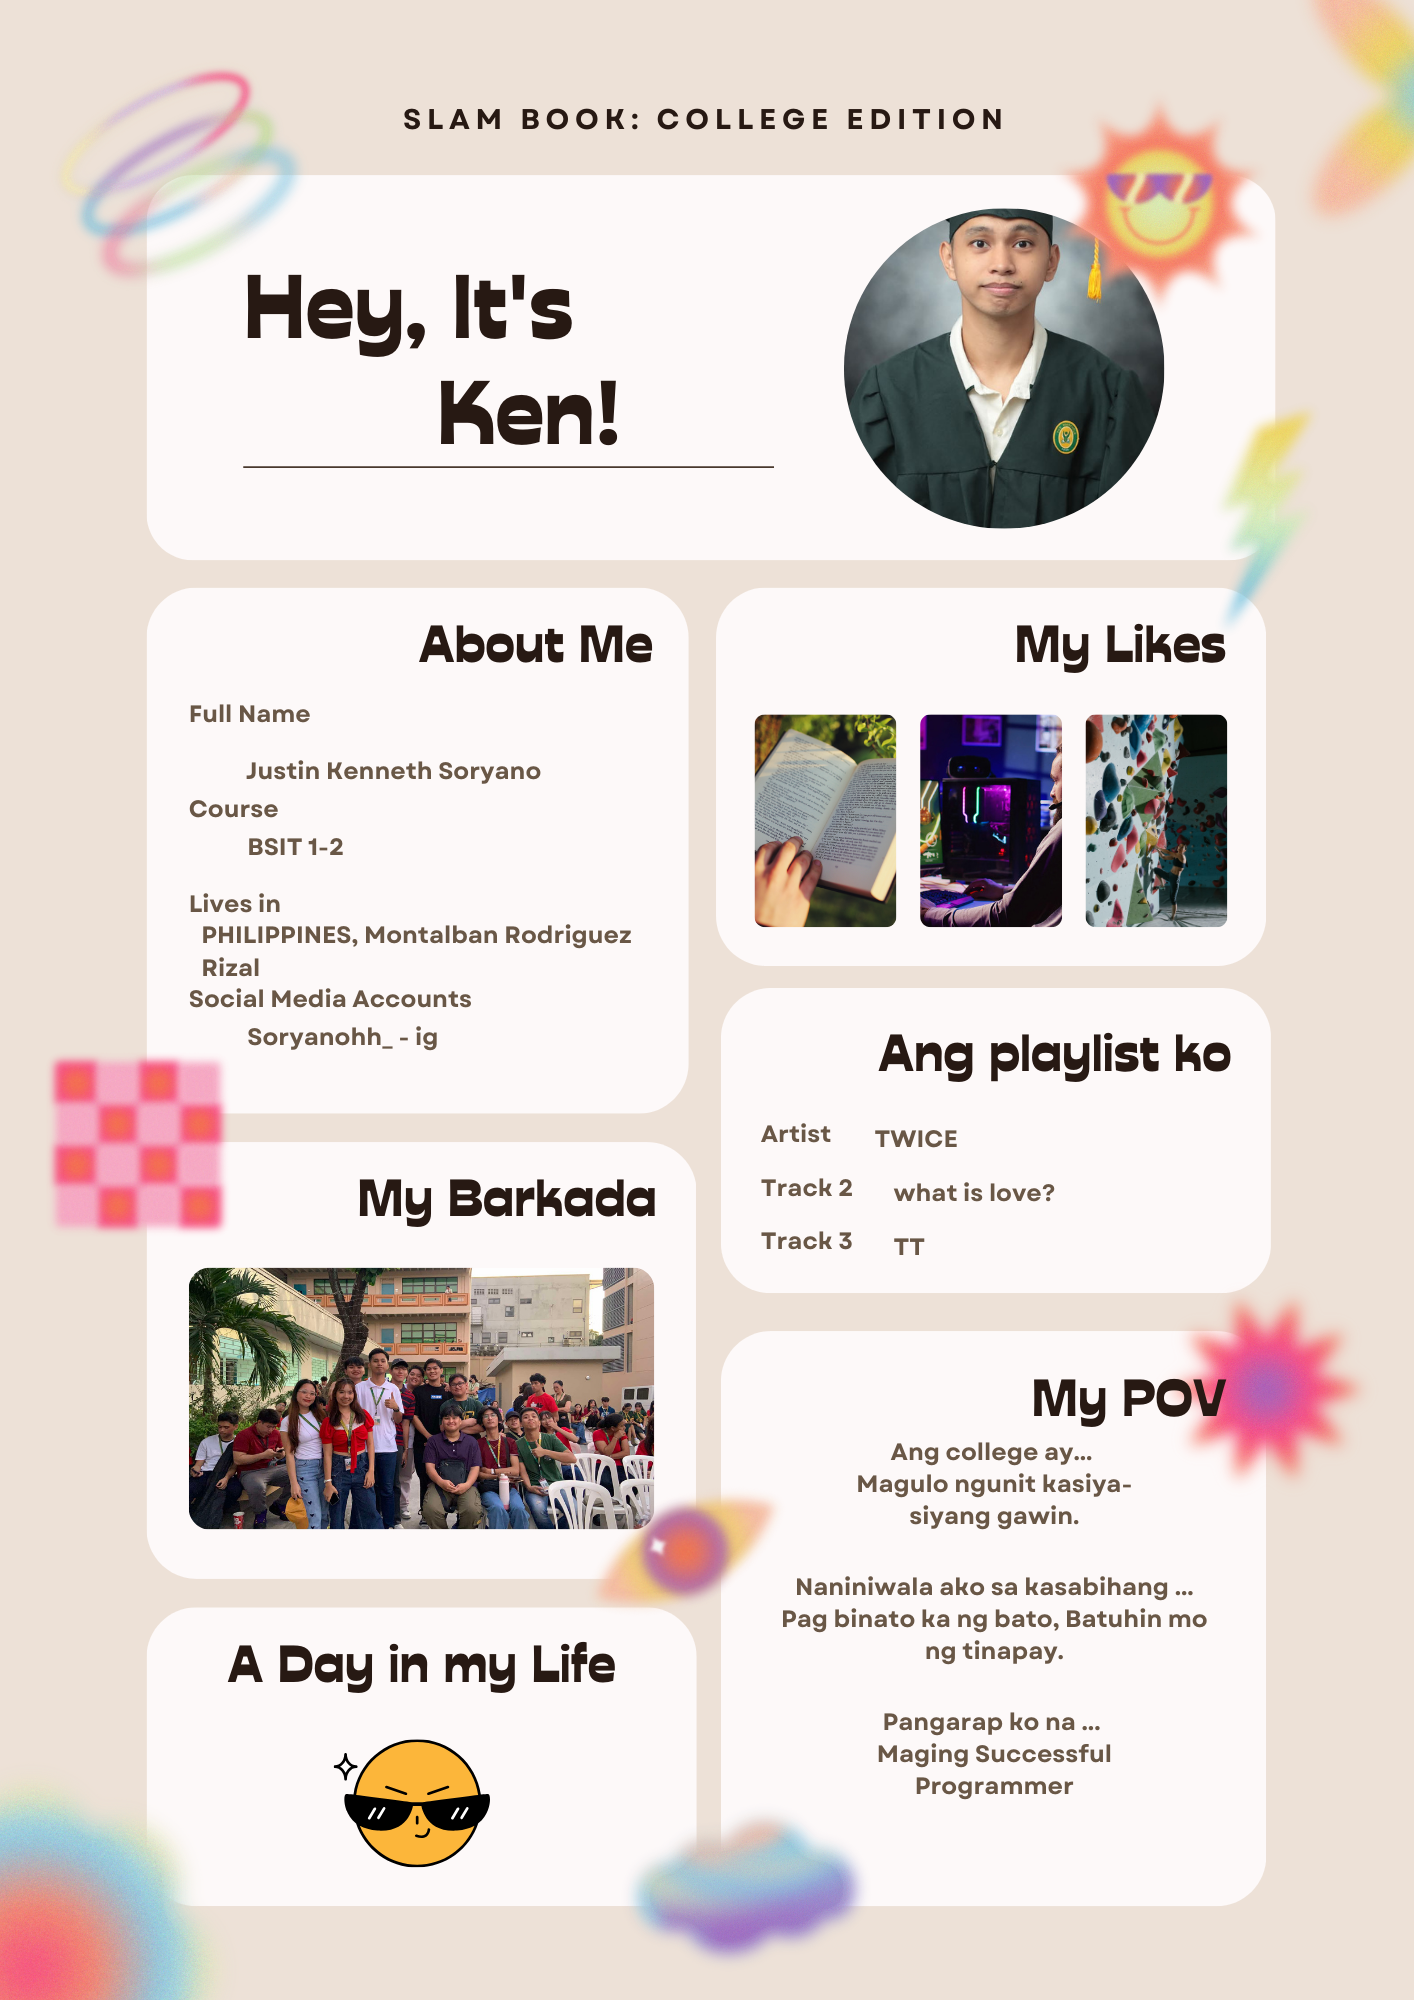 SLAM BOOK: COLLEGE EDITION
Hey, It's
Ken!
About Me
Full Name
Justin Kenneth Soryano
Course
BSIT 1-2
Lives in
PHILIPPINES, Montalban Rodriguez
Rizal
Social Media Accounts
Soryanohh_ - ig
My Likes
Ang playlist ko
Artist TWICE
Track 2 what is love?
Track 3 TT
My Barkada
My POV
Ang college ay...
Magulo ngunit kasiya-
siyang gawin.
Naniniwala ako sa kasabihang ...
Pag binato ka ng bato, Batuhin mo
ng tinapay.
Pangarap ko na ...
Maging Successful
Programmer
A Day in my Life